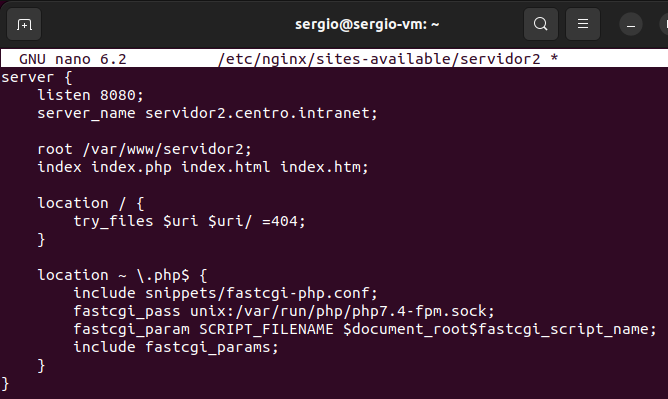 sergio@sergio-vm: ~
GNU nano 6.2 /etc/nginx/sites-available/servidor2 *
server {
    listen 8080;
    server_name servidor2.centro.intranet;

    root /var/www/servidor2;
    index index.php index.html index.htm;

    location / {
        try_files $uri $uri/ =404;
    }

    location ~ \.php$ {
        include snippets/fastcgi-php.conf;
        fastcgi_pass unix:/var/run/php/php7.4-fpm.sock;
        fastcgi_param SCRIPT_FILENAME $document_root$fastcgi_script_name;
        include fastcgi_params;
    }
}